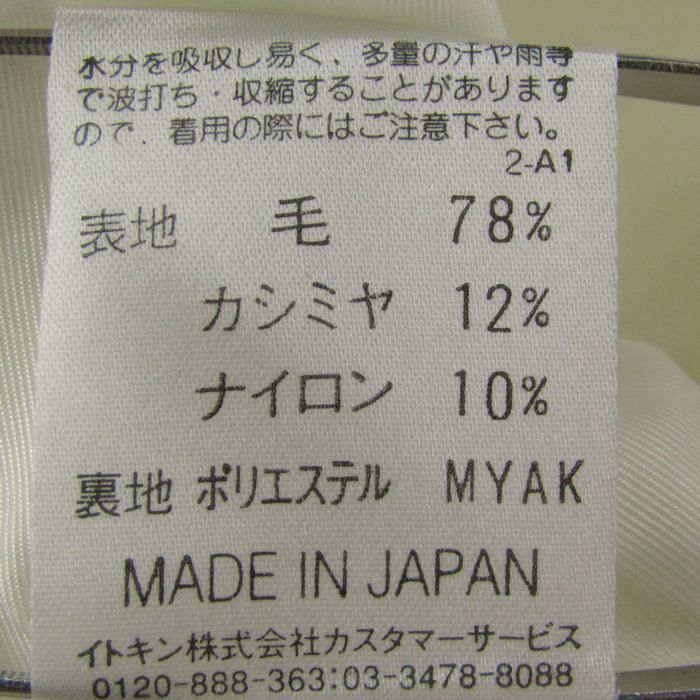 水分を吸収し易く、多量の汗や雨等
で波打ち・収縮することがあります
ので、着用の際にはご注意下さい。
2-A1
表地 毛 78%
カシミヤ 12%
ナイロン 10%
裏地 ポリエステル MYAK
MADE IN JAPAN
イトキン株式会社カスタマーサービス
0120-888-363:03-3478-8088